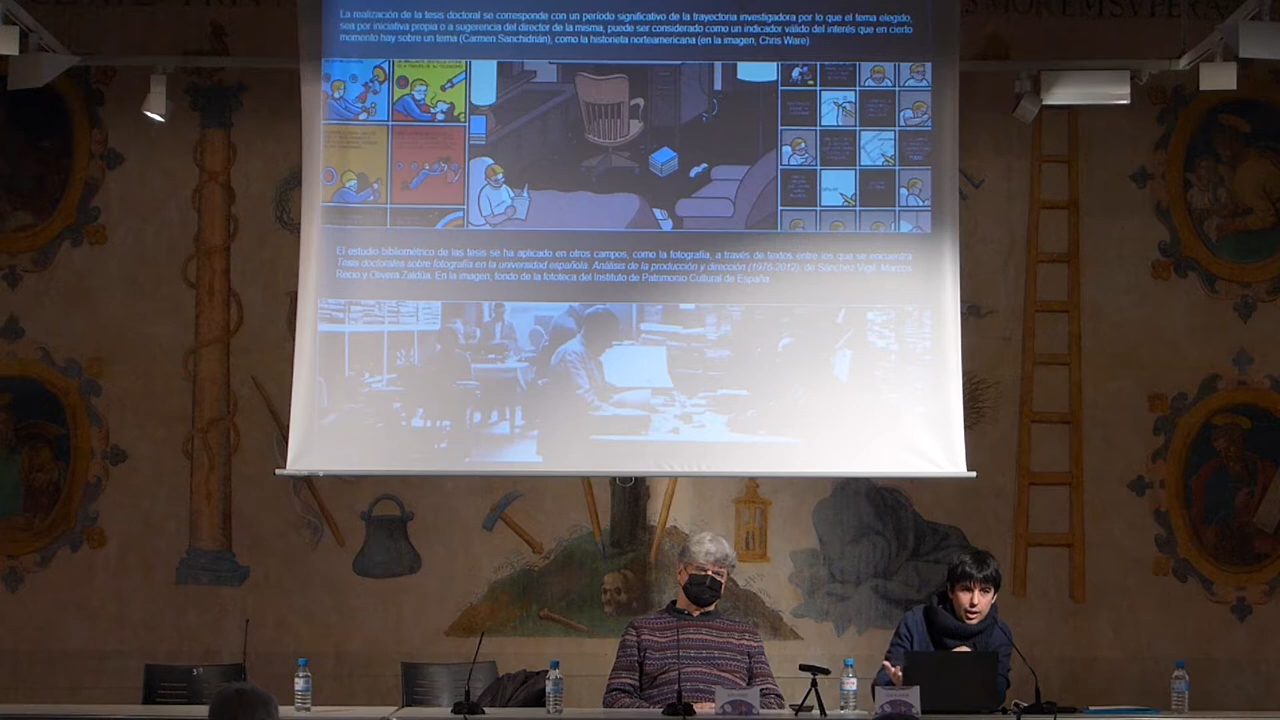 MOREMSVPERA
La realización de la tesis doctoral se corresponde con un período significativo de la trayectoria investigadora por lo que el tema elegido,
sea por iniciativa propia o a sugerencia del director de la misma, puede ser considerado como un indicador válido del interés que en cierto
momento hay sobre un tema (Carmen Sanchidrián), como la historieta norteamericana (en la imagen, Chris Ware)
El estudio bibliométrico de las tesis se ha aplicado en otros campos, como la fotografía, a través de textos entre los que se encuentra
Tesis doctorales sobre fotografía en la universidad española. Análisis de la producción y dirección (1976-2012), de Sánchez Vigil, Marcos
Recio y Olivera Zaldúa. En la imagen, fondo de la fototeca del Instituto de Patrimonio Cultural de España